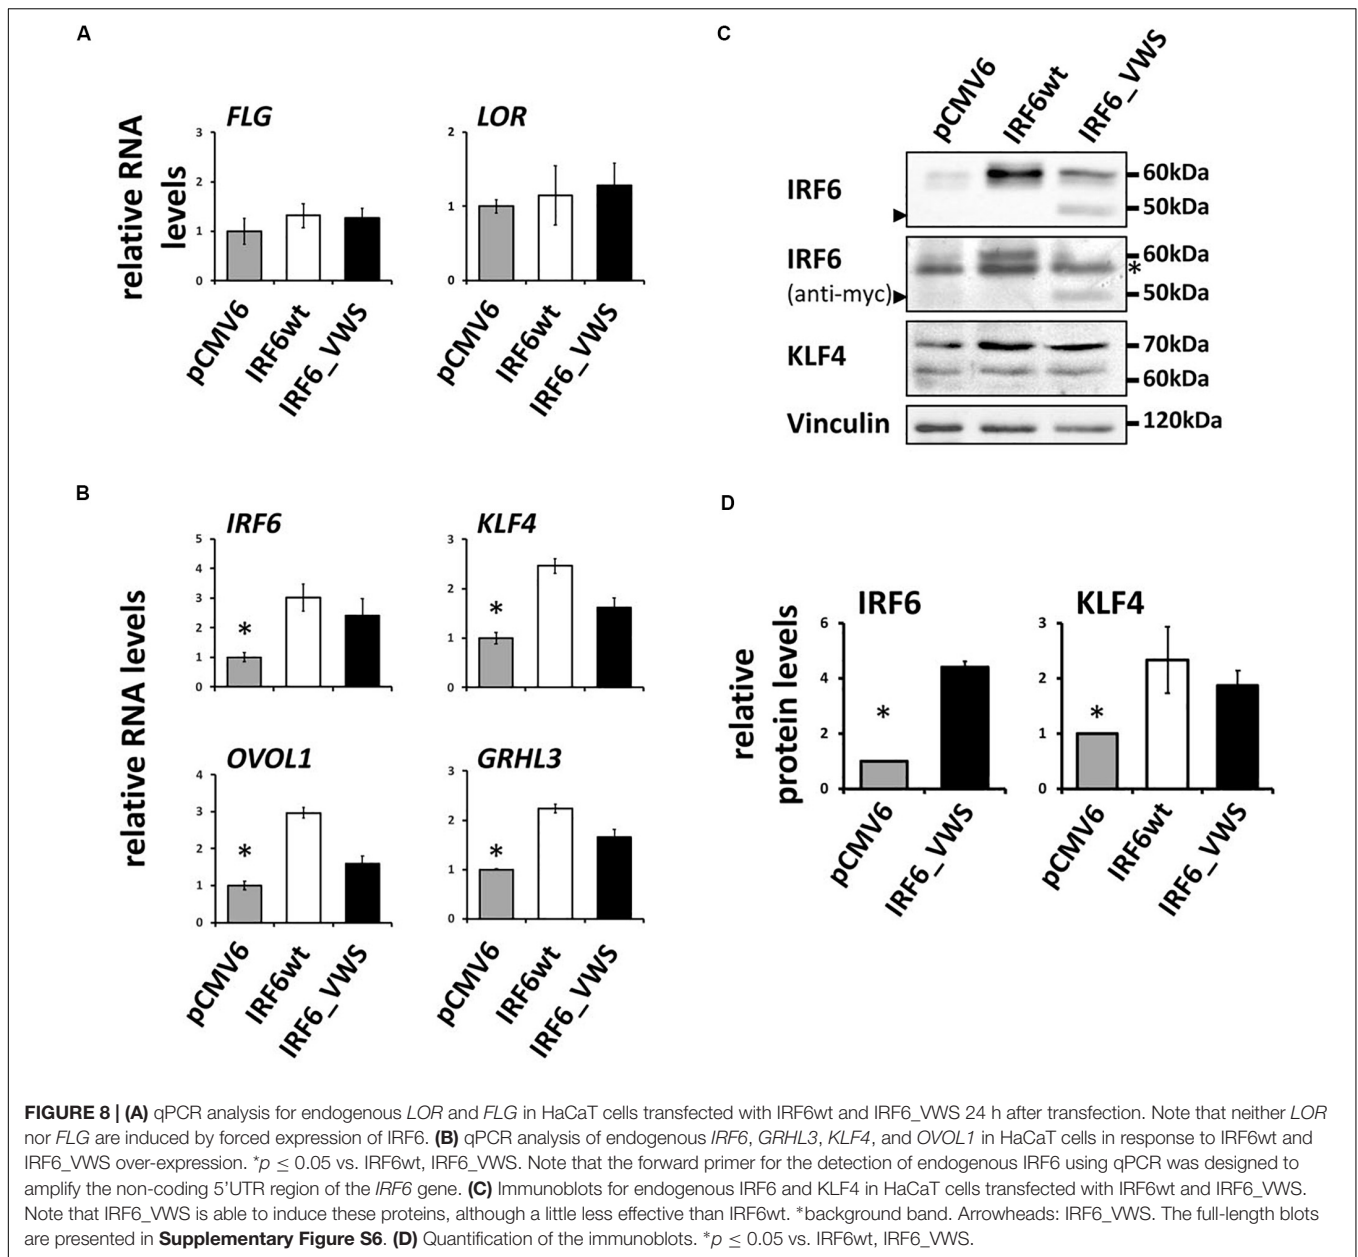 A
FLG
LOR
relative RNA
levels
3
2
1
0
2
1
0
pCMV6
IRF6wt
IRF6_VWS
pCMV6
IRF6wt
IRF6_VWS
B
IRF6
KLF4
relative RNA levels
5
4
3
2
1
0
*
3
2
1
0
*
OVOL1
GRHL3
4
3
2
1
0
*
3
2
1
0
*
pCMV6
IRF6wt
IRF6_VWS
pCMV6
IRF6wt
IRF6_VWS
C
pCMV6
IRF6wt
IRF6_VWS
IRF6
60kDa
50kDa
IRF6
(anti-myc)
60kDa
*
50kDa
KLF4
70kDa
60kDa
Vinculin
120kDa
D
IRF6
KLF4
relative
protein levels
6
4
2
0
*
3
2
1
0
*
pCMV6
IRF6_VWS
pCMV6
IRF6wt
IRF6_VWS
FIGURE 8 | (A) qPCR analysis for endogenous LOR and FLG in HaCaT cells transfected with IRF6wt and IRF6_VWS 24 h after transfection. Note that neither LOR
nor FLG are induced by forced expression of IRF6. (B) qPCR analysis of endogenous IRF6, GRHL3, KLF4, and OVOL1 in HaCaT cells in response to IRF6wt and
IRF6_VWS over-expression. *p ≤ 0.05 vs. IRF6wt, IRF6_VWS. Note that the forward primer for the detection of endogenous IRF6 using qPCR was designed to
amplify the non-coding 5'UTR region of the IRF6 gene. (C) Immunoblots for endogenous IRF6 and KLF4 in HaCaT cells transfected with IRF6wt and IRF6_VWS.
Note that IRF6_VWS is able to induce these proteins, although a little less effective than IRF6wt. *background band. Arrowheads: IRF6_VWS. The full-length blots
are presented in Supplementary Figure S6. (D) Quantification of the immunoblots. *p ≤ 0.05 vs. IRF6wt, IRF6_VWS.